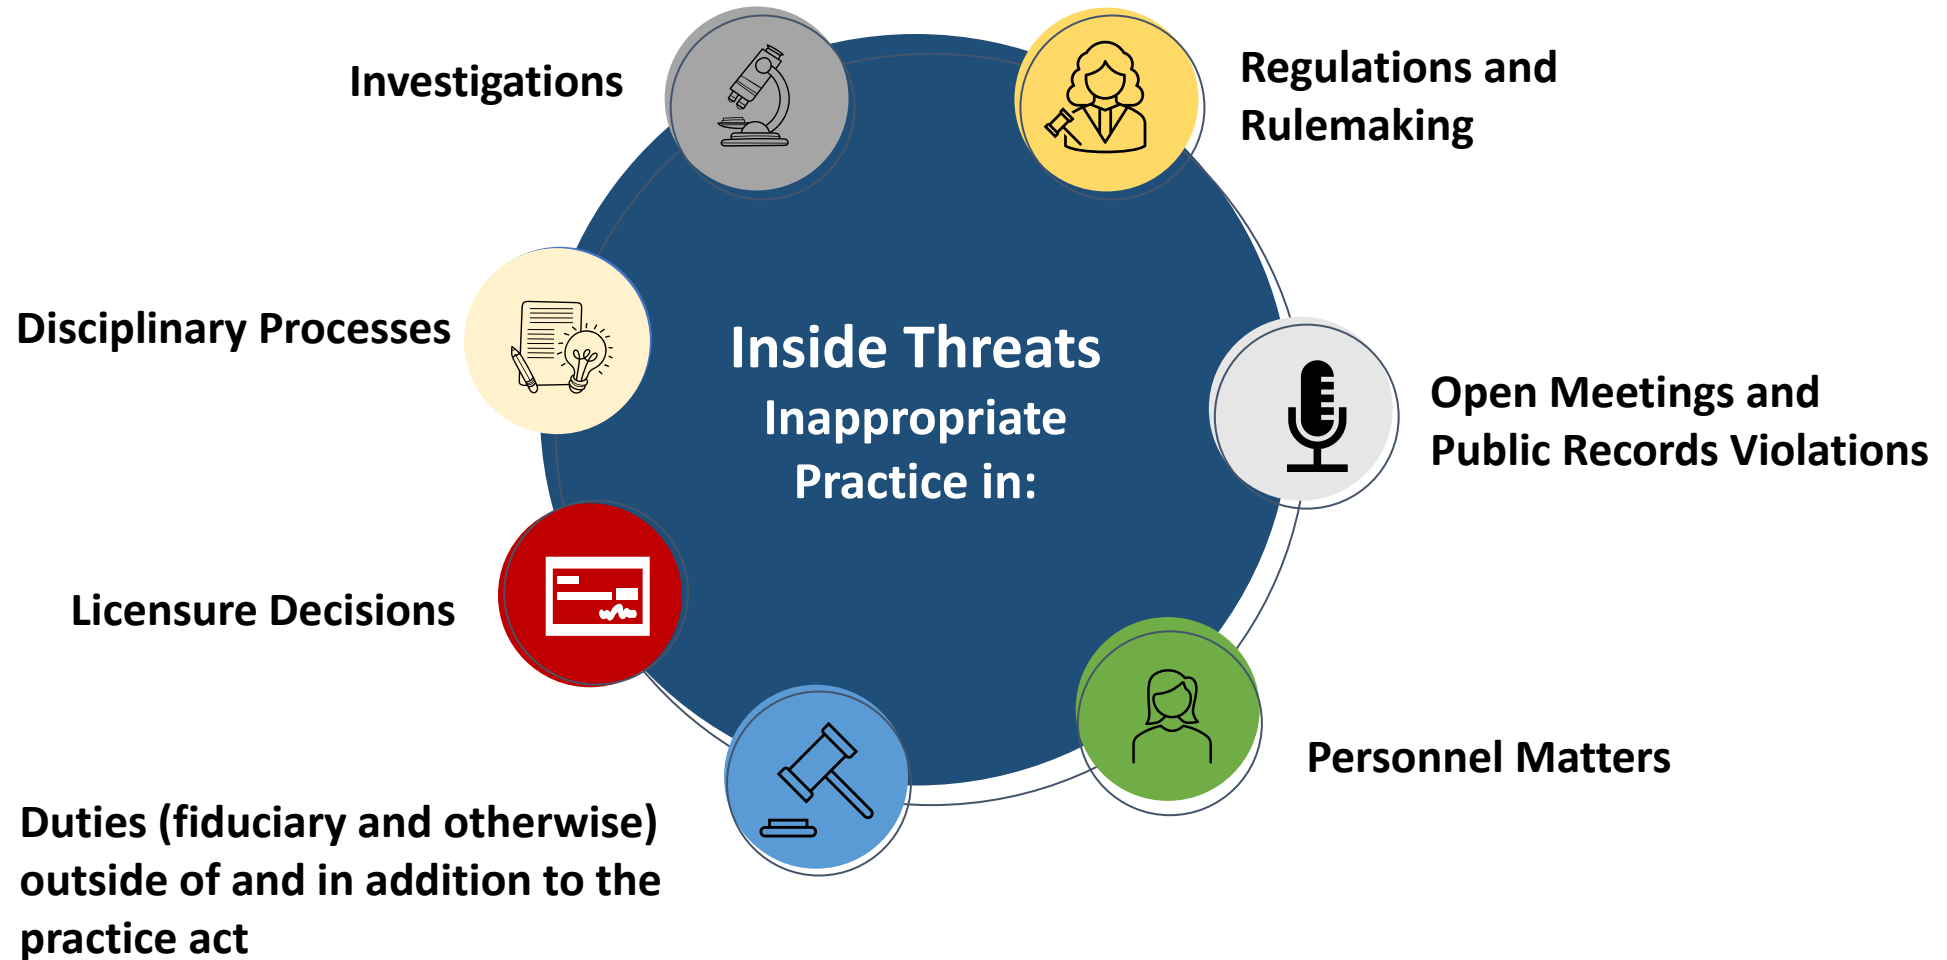 Inside Threats
Inappropriate
Practice in:
Investigations
Regulations and
Rulemaking
Disciplinary Processes
Open Meetings and
Public Records Violations
Licensure Decisions
Personnel Matters
Duties (fiduciary and otherwise)
outside of and in addition to the
practice act